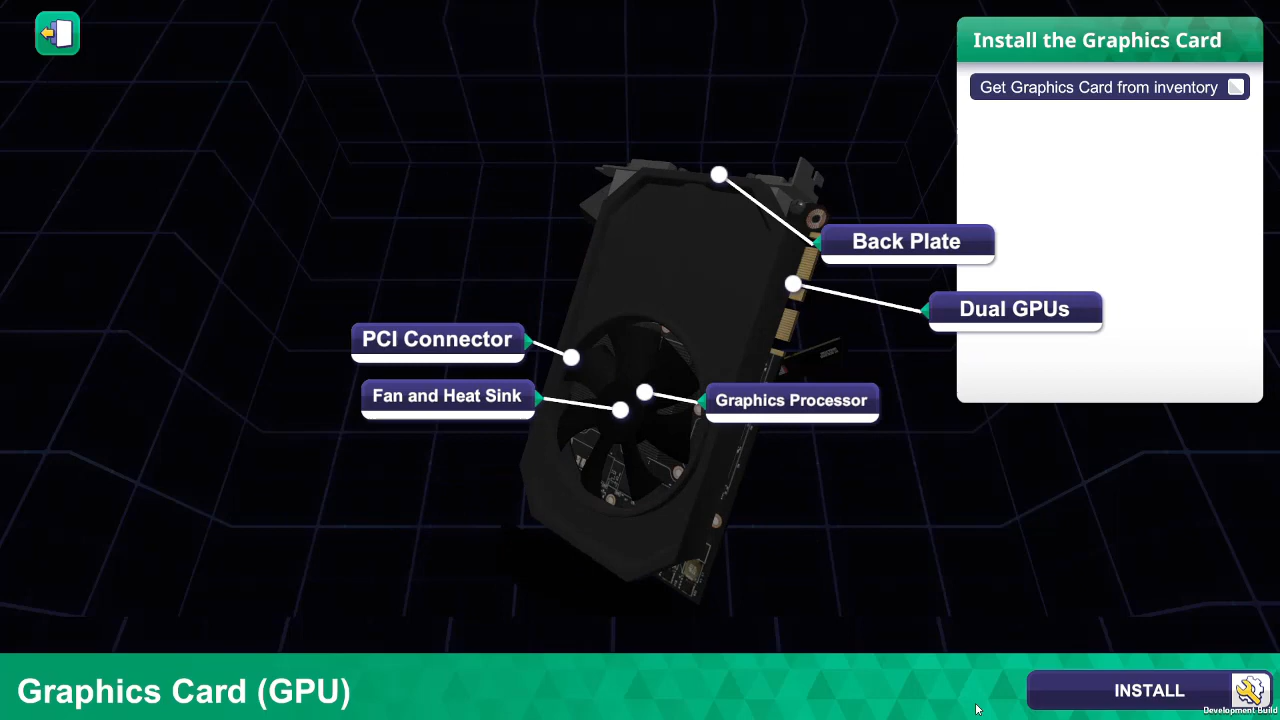 Install the Graphics Card
Get Graphics Card from inventory
Back Plate
Dual GPUs
PCI Connector
Fan and Heat Sink
Graphics Processor
Graphics Card (GPU)
INSTALL
Development Build